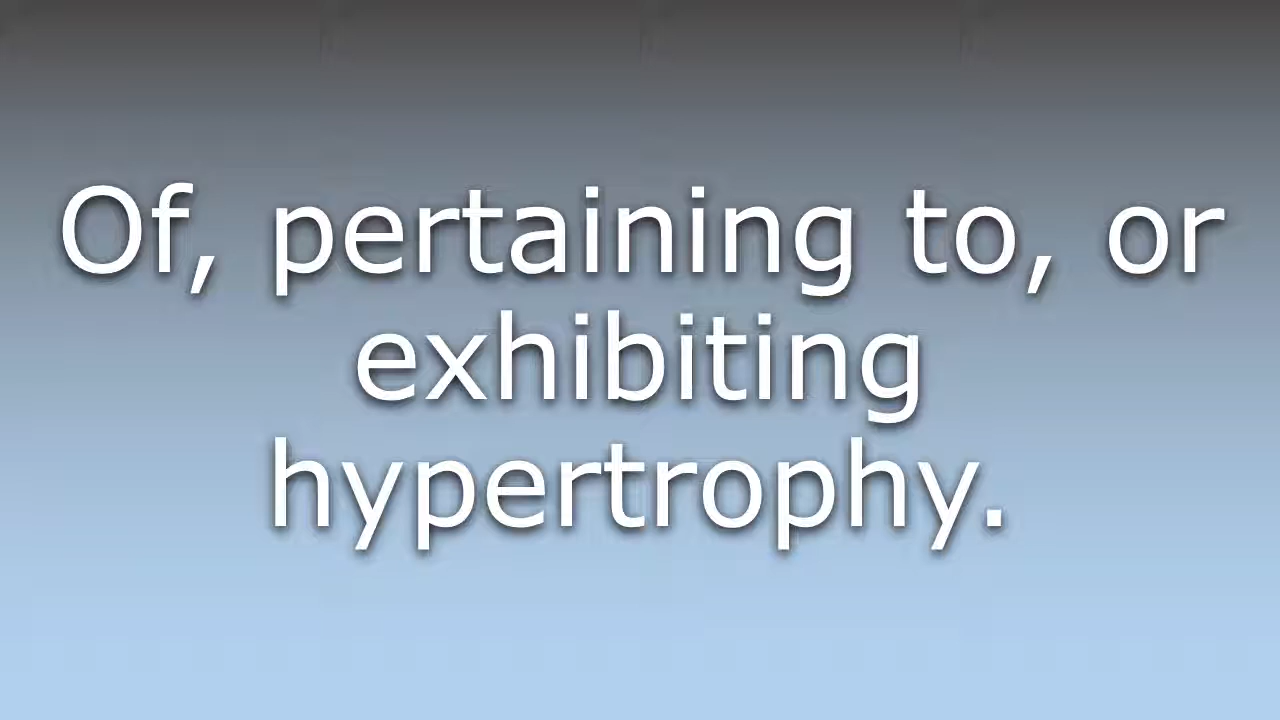 Of, pertaining to, or
exhibiting
hypertrophy.